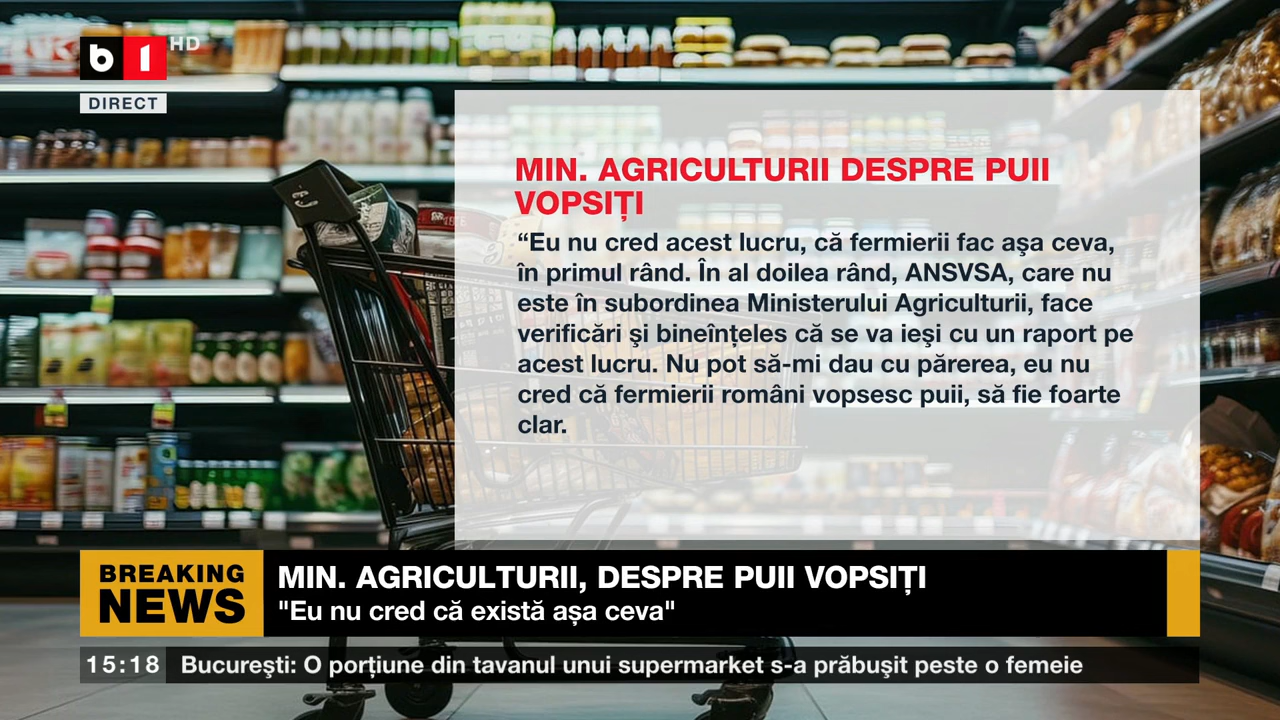 b1 HD
DIRECT
MIN. AGRICULTURII DESPRE PUII
VOPSIȚI
“Eu nu cred acest lucru, că fermierii fac aşa ceva,
în primul rând. În al doilea rând, ANSVSA, care nu
este în subordinea Ministerului Agriculturii, face
verificări şi bineînțeles că se va ieşi cu un raport pe
acest lucru. Nu pot să-mi dau cu părerea, eu nu
cred că fermierii români vopsesc puii, să fie foarte
clar.
BREAKING
NEWS
MIN. AGRICULTURII, DESPRE PUII VOPSIȚI
"Eu nu cred că există așa ceva"
15:18 Bucureşti: O porțiune din tavanul unui supermarket s-a prăbuşit peste o femeie